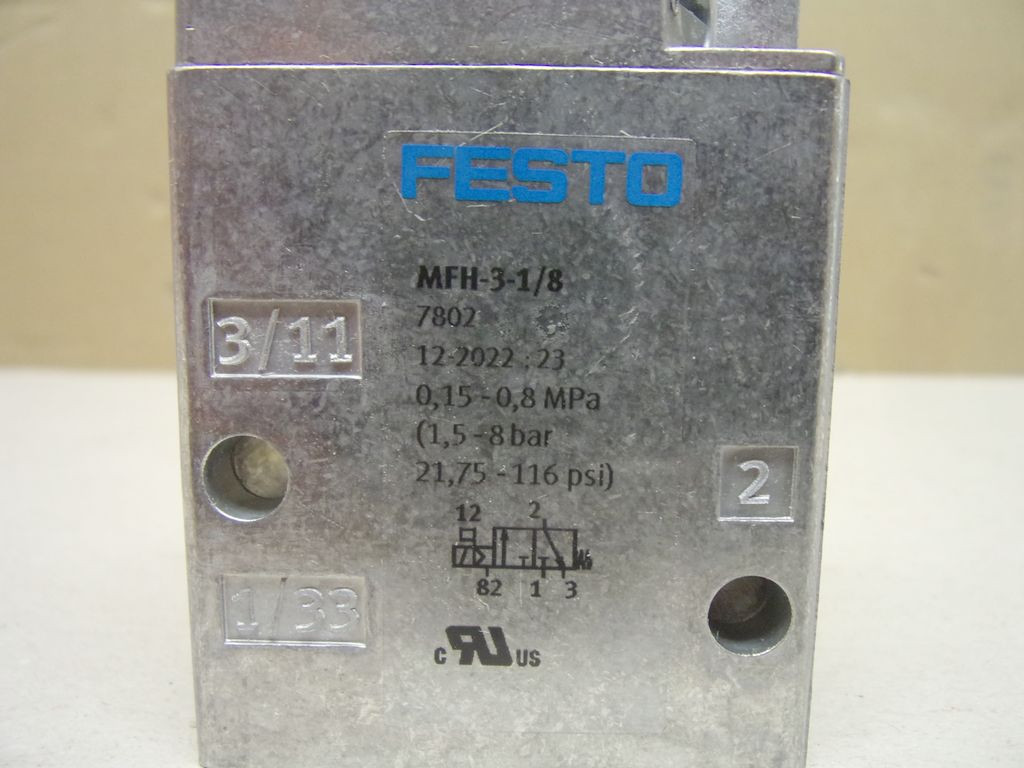 FESTO
MFH-3-1/8
7802
12-2022 : 23
0,15 - 0,8 MPa
(1,5 - 8 bar
21,75 - 116 psi)
3/11
2
12 2
82 1 3
1/33
c RU US